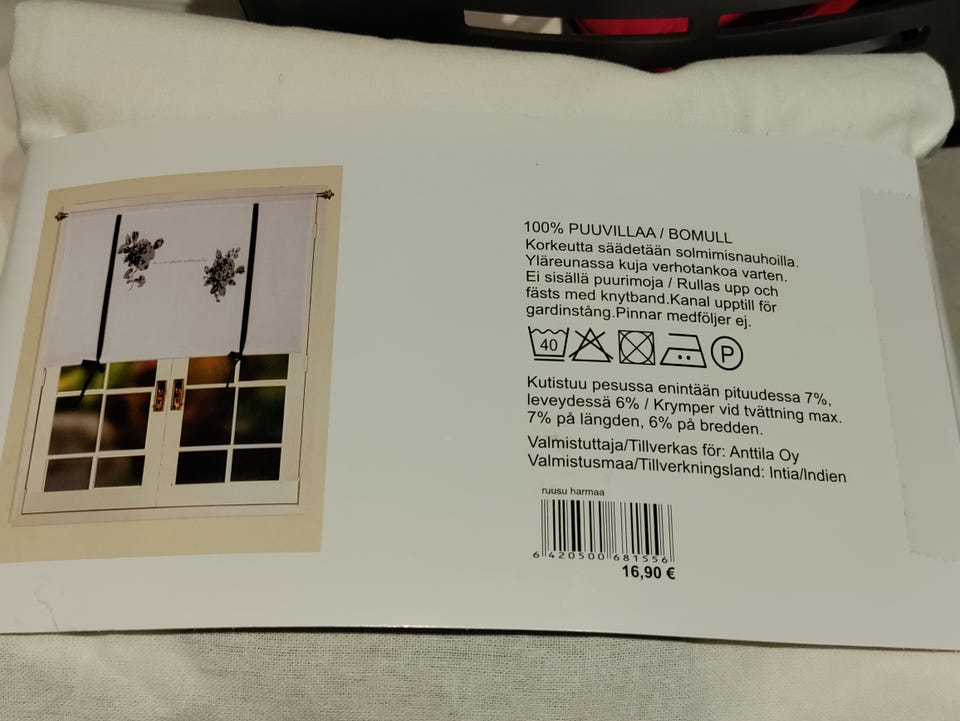 100% PUUVILLAA / BOMULL
Korkeutta säädetään solmimisnauhoilla.
Yläreunassa kuja verhotankoa varten.
Ei sisällä puurimoja / Rullas upp och
fästs med knytband.Kanal upptill för
gardinstång.Pinnar medföljer ej.
40 P
Kutistuu pesussa enintään pituudessa 7%,
leveydessä 6% / Krymper vid tvättning max.
7% på längden, 6% på bredden.
Valmistuttaja/Tillverkas för: Anttila Oy
Valmistusmaa/Tillverkningsland: Intia/Indien
ruusu harmaa
6 420500 681556
16,90 €